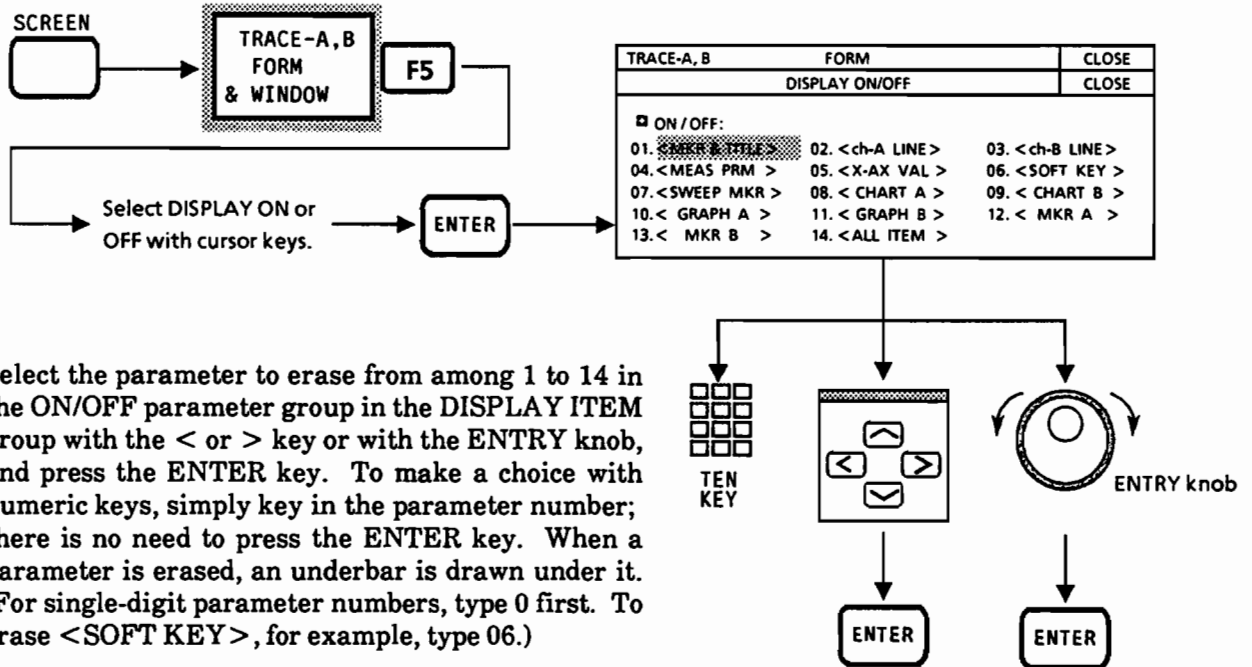 SCREEN
TRACE-A,B
FORM
& WINDOW
F5
Select DISPLAY ON or
OFF with cursor keys.
ENTER
TRACE-A, B FORM CLOSE
DISPLAY ON/OFF CLOSE
ON / OFF:
01. <MKR & TITLE> 02. <ch-A LINE> 03. <ch-B LINE>
04. <MEAS PRM > 05. <X-AX VAL > 06. <SOFT KEY >
07. <SWEEP MKR > 08. < CHART A > 09. < CHART B >
10. < GRAPH A > 11. < GRAPH B > 12. < MKR A >
13. < MKR B > 14. <ALL ITEM >
elect the parameter to erase from among 1 to 14 in
he ON/OFF parameter group in the DISPLAY ITEM
roup with the < or > key or with the ENTRY knob,
nd press the ENTER key. To make a choice with
umeric keys, simply key in the parameter number;
here is no need to press the ENTER key. When a
arameter is erased, an underbar is drawn under it.
For single-digit parameter numbers, type 0 first. To
rase <SOFT KEY>, for example, type 06.)
TEN
KEY
ENTRY knob
ENTER
ENTER